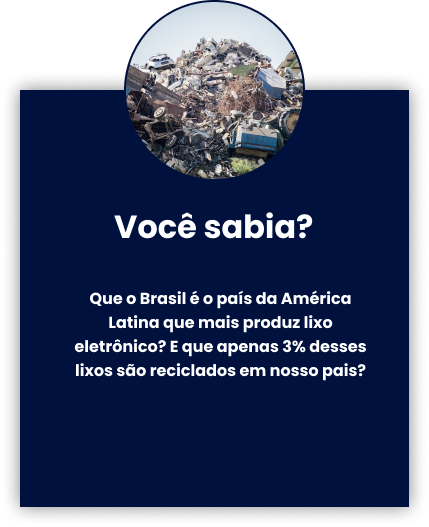 Você sabia?
Que o Brasil é o país da América
Latina que mais produz lixo
eletrônico? E que apenas 3% desses
lixos são reciclados em nosso pais?